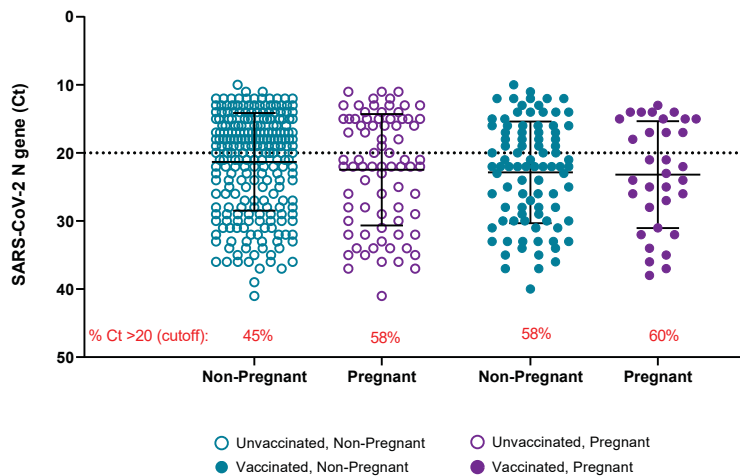 SARS-CoV-2 N gene (Ct)
0
10
20
30
40
50
% Ct >20 (cutoff): 45% 58% 58% 60%
Non-Pregnant Pregnant Non-Pregnant Pregnant
Unvaccinated, Non-Pregnant Unvaccinated, Pregnant
Vaccinated, Non-Pregnant Vaccinated, Pregnant